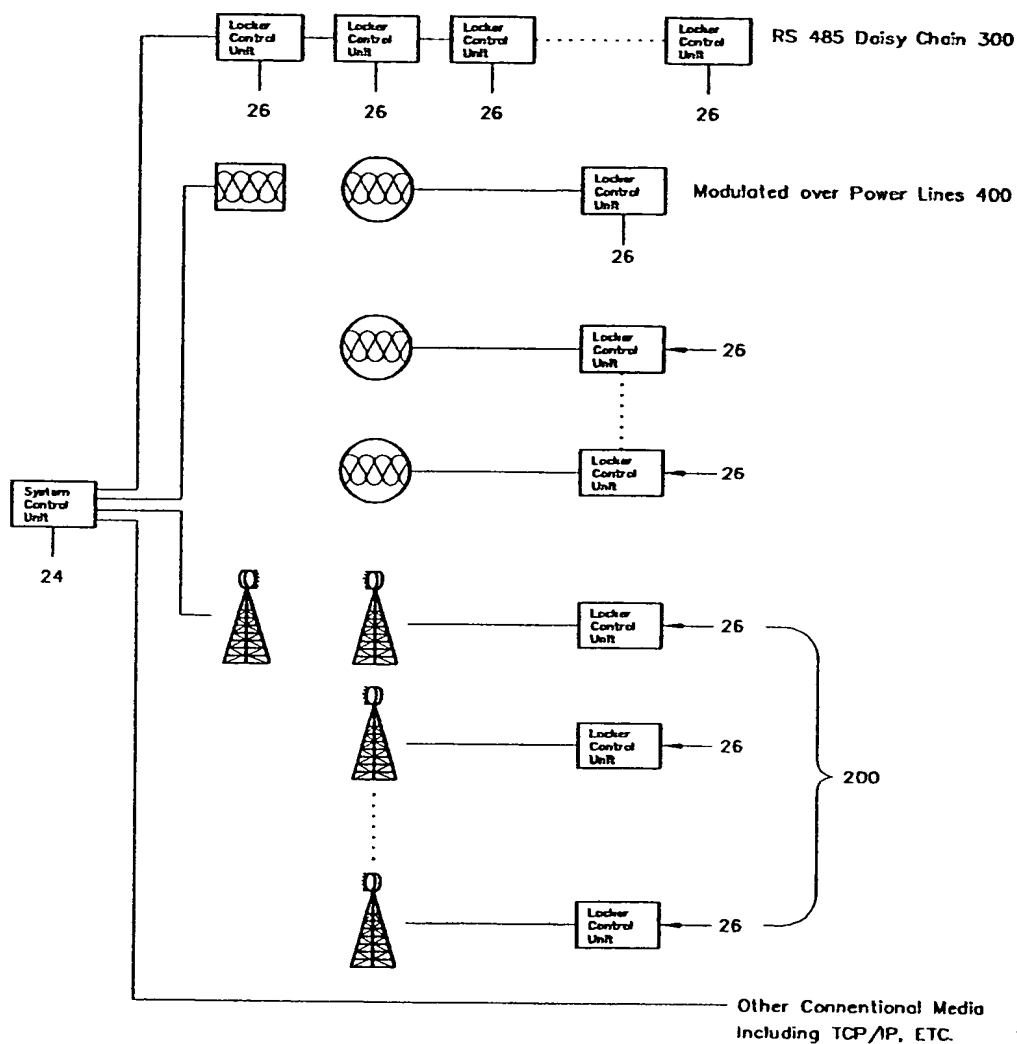 Locker
Control
Unit
Locker
Control
Unit
Locker
Control
Unit
Locker
Control
Unit
RS 485 Daisy Chain 300
26
26
26
26
Locker
Control
Unit
Modulated over Power Lines 400
26
Locker
Control
Unit
26
Locker
Control
Unit
26
System
Control
Unit
24
Locker
Control
Unit
26
Locker
Control
Unit
26
200
Locker
Control
Unit
26
Other Connentional Media
Including TCP/IP, ETC.